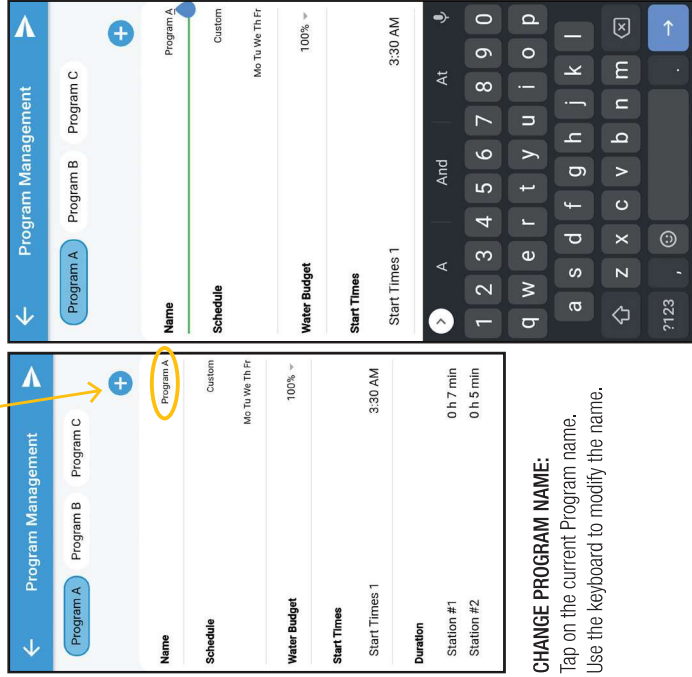 Program Management
Program A
Program B
Program C
Name
Program A
Schedule
Custom
Mo Tu We Th Fr
Water Budget
100%
Start Times
Start Times 1
3:30 AM
Duration
Station #1
0 h 7 min
Station #2
0 h 5 min
Program Management
Program A
Program B
Program C
Name
Program A
Schedule
Custom
Mo Tu We Th Fr
Water Budget
100%
Start Times
Start Times 1
3:30 AM
A And At
1 2 3 4 5 6 7 8 9 0
q w e r t y u i o p
a s d f g h j k l
z x c v b n m
?123 , .
CHANGE PROGRAM NAME:
Tap on the current Program name.
Use the keyboard to modify the name.